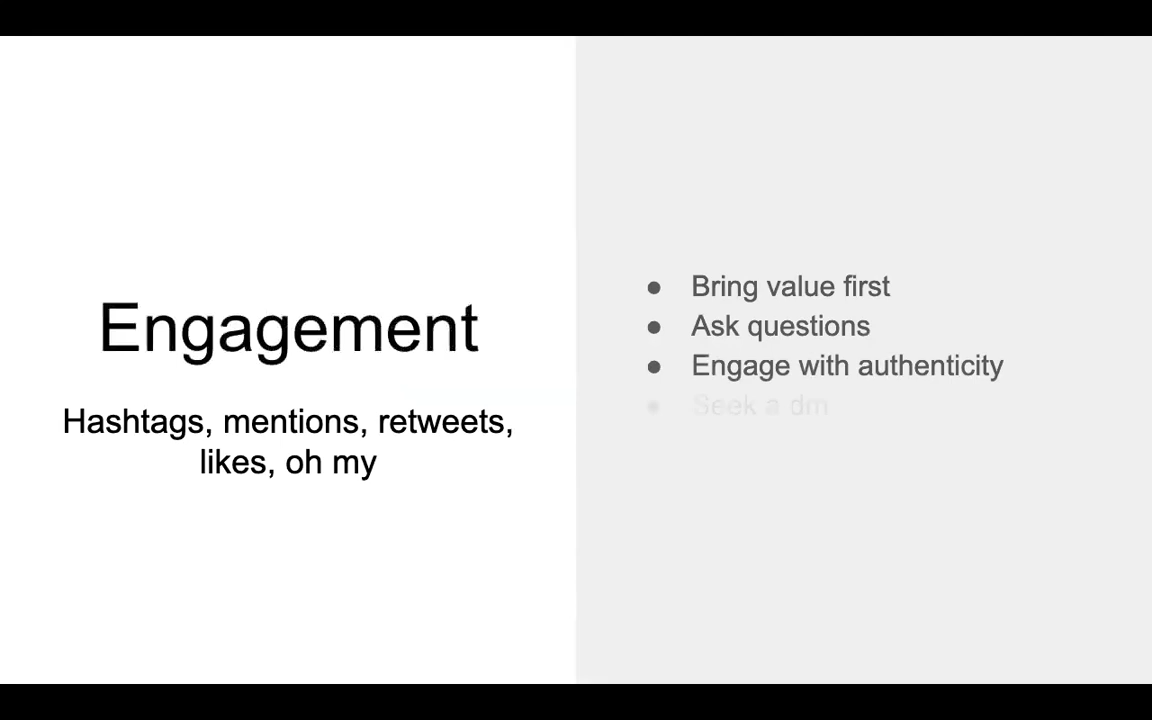 Engagement
Hashtags, mentions, retweets,
likes, oh my
● Bring value first
● Ask questions
● Engage with authenticity
● Seek a dm